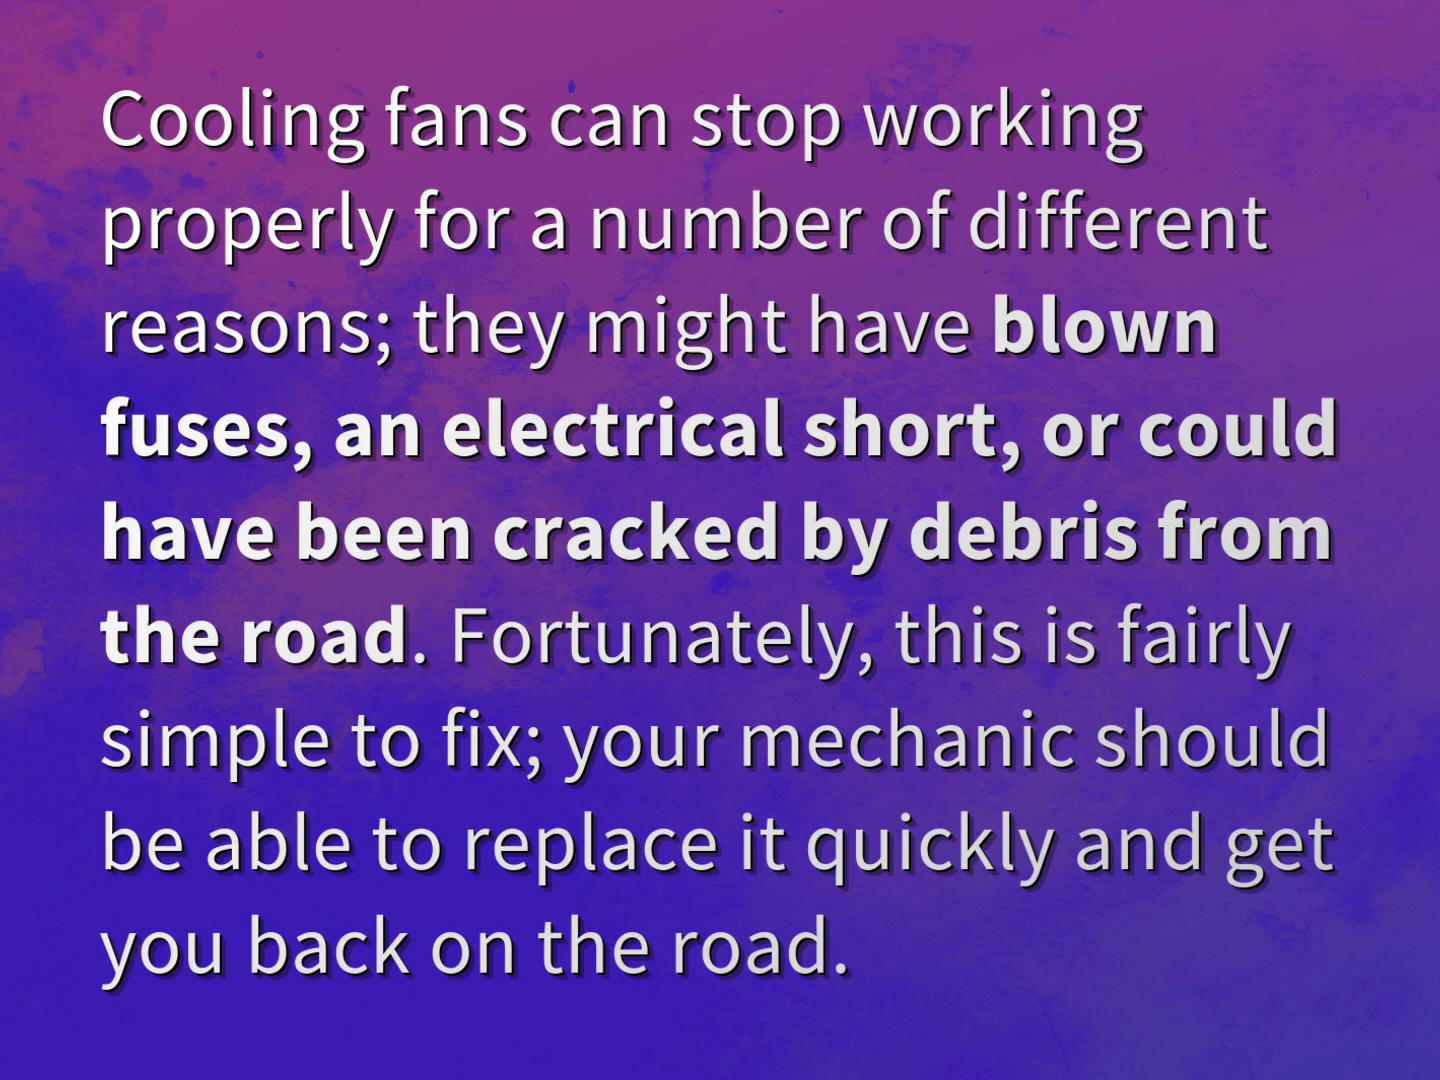 Cooling fans can stop working
properly for a number of different
reasons; they might have blown
fuses, an electrical short, or could
have been cracked by debris from
the road. Fortunately, this is fairly
simple to fix; your mechanic should
be able to replace it quickly and get
you back on the road.